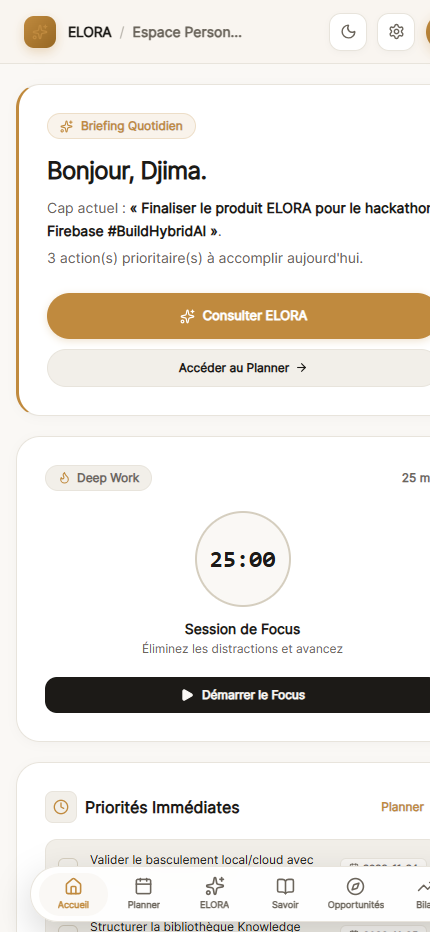 ELORA / Espace Person...
Briefing Quotidien
Bonjour, Djima.
Cap actuel : « Finaliser le produit ELORA pour le hackathon
Firebase #BuildHybridAI ».
3 action(s) prioritaire(s) à accomplir aujourd'hui.
Consulter ELORA
Accéder au Planner →
Deep Work
25 m
25:00
Session de Focus
Éliminez les distractions et avancez
Démarrer le Focus
Priorités Immédiates
Planner
Valider le basculement local/cloud avec
Accueil
Planner
ELORA
Savoir
Opportunités
Bila
Structurer la bibliothèque Knowledge